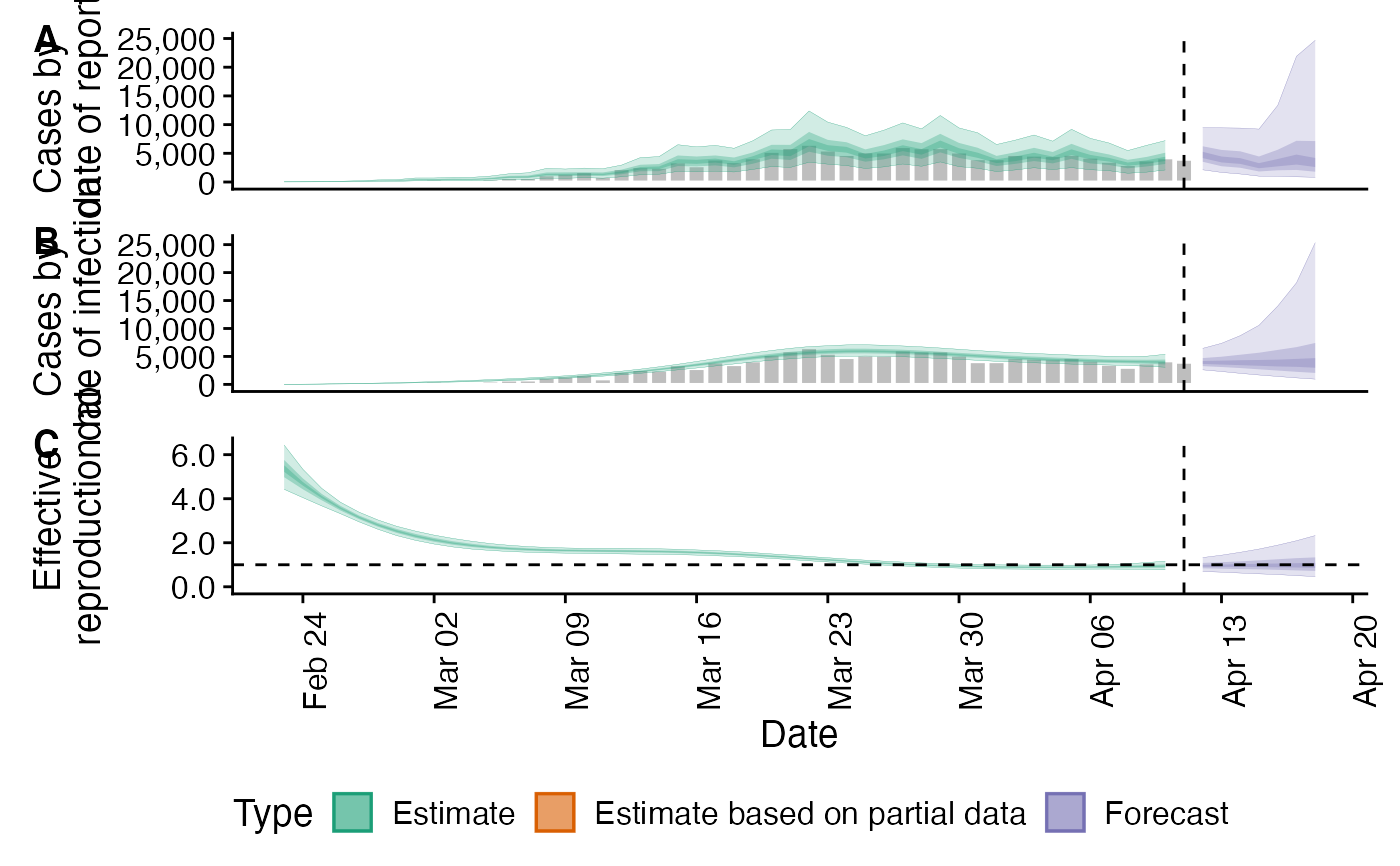 A
Cases by
date of report
25,000
20,000
15,000
10,000
5,000
0
B
Cases by
date of infection
25,000
20,000
15,000
10,000
5,000
0
C
Effective
reproduction no.
6.0
4.0
2.0
0.0
Feb 24
Mar 02
Mar 09
Mar 16
Mar 23
Mar 30
Apr 06
Apr 13
Apr 20
Date
Type
Estimate
Estimate based on partial data
Forecast